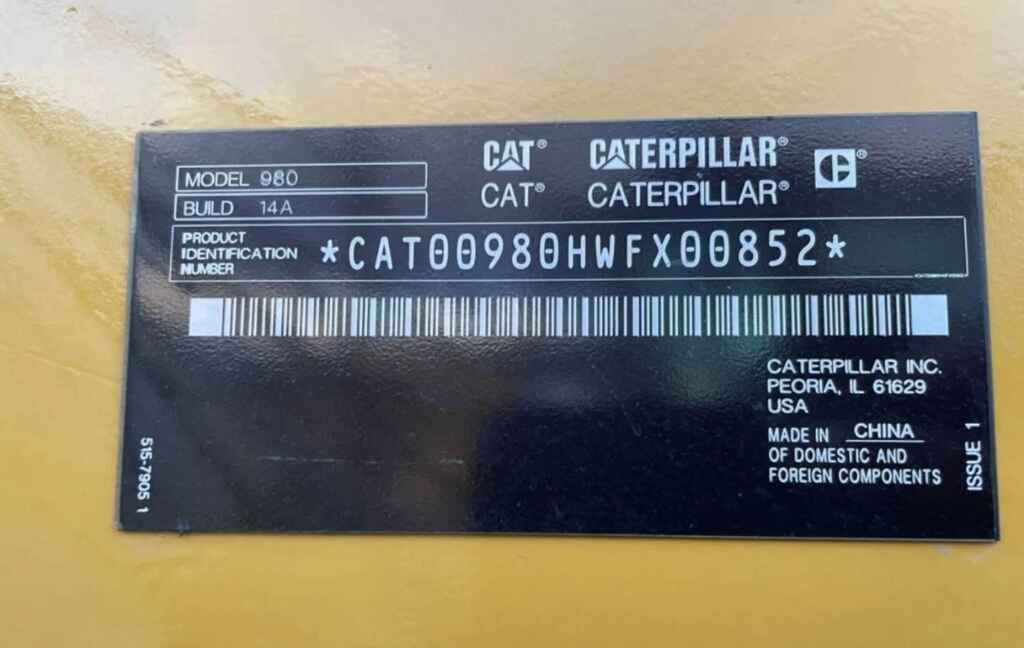 CAT® CATERPILLAR® C®
MODEL 980
CAT® CATERPILLAR®
BUILD 14A
PRODUCT
IDENTIFICATION
NUMBER
*CAT00980HWFX00852*
CATERPILLAR INC.
PEORIA, IL 61629
USA
MADE IN CHINA
OF DOMESTIC AND
FOREIGN COMPONENTS
515-7905 1
ISSUE 1